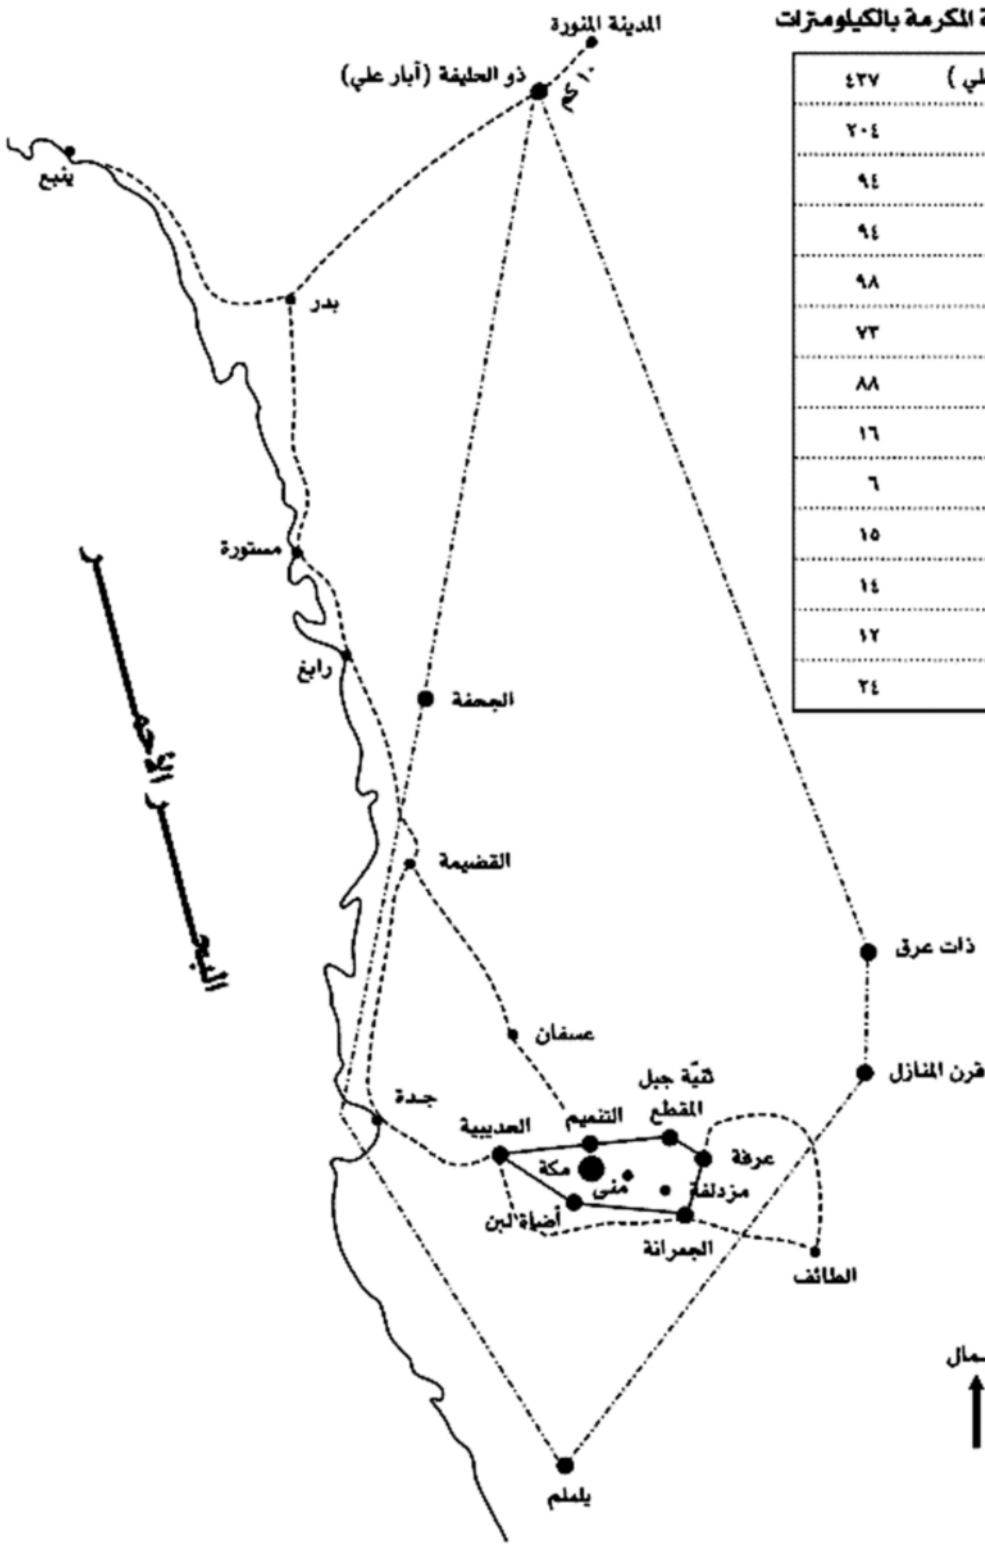 ة المكرمة بالكيلومترات
لي ) ٤٣٧
٢٠٤
٩٤
٩٤
٩٨
٧٣
٨٨
١٦
٦
١٥
١٤
١٢
٢٤
المدينة المنورة
ذو الحليفة (آبار علي)
١٠ كم
ينبع
بدر
مستورة
رابغ
الجحفة
البحر الأحمر
القضيمة
ذات عرق
عسفان
قرن المنازل
ثنيّة جبل
المقطع
جدة
التنعيم
الحديبية
عرفة
مكة
منى
مزدلفة
أضاة لبن
الجعرانة
الطائف
ـمال
يلملم